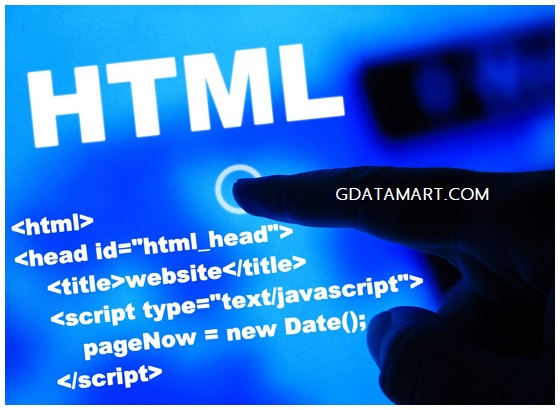 HTML
GDATAMART.COM
<html>
<head id="html_head">
<title>website</title>
<script type="text/javascript">
pageNow = new Date();
</script>